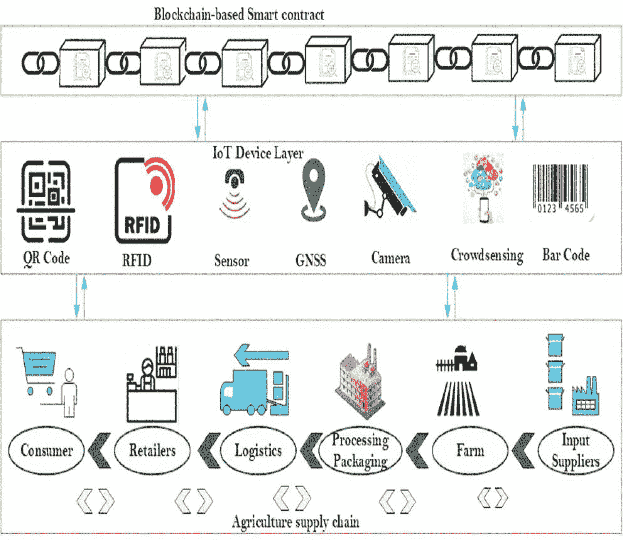 Blockchain-based Smart contract
IoT Device Layer
RFID
0123 4565
QR Code
RFID
Sensor
GNSS
Camera
Crowdsensing
Bar Code
Consumer
Retailers
Logistics
Processing
Packaging
Farm
Input
Suppliers
Agriculture supply chain